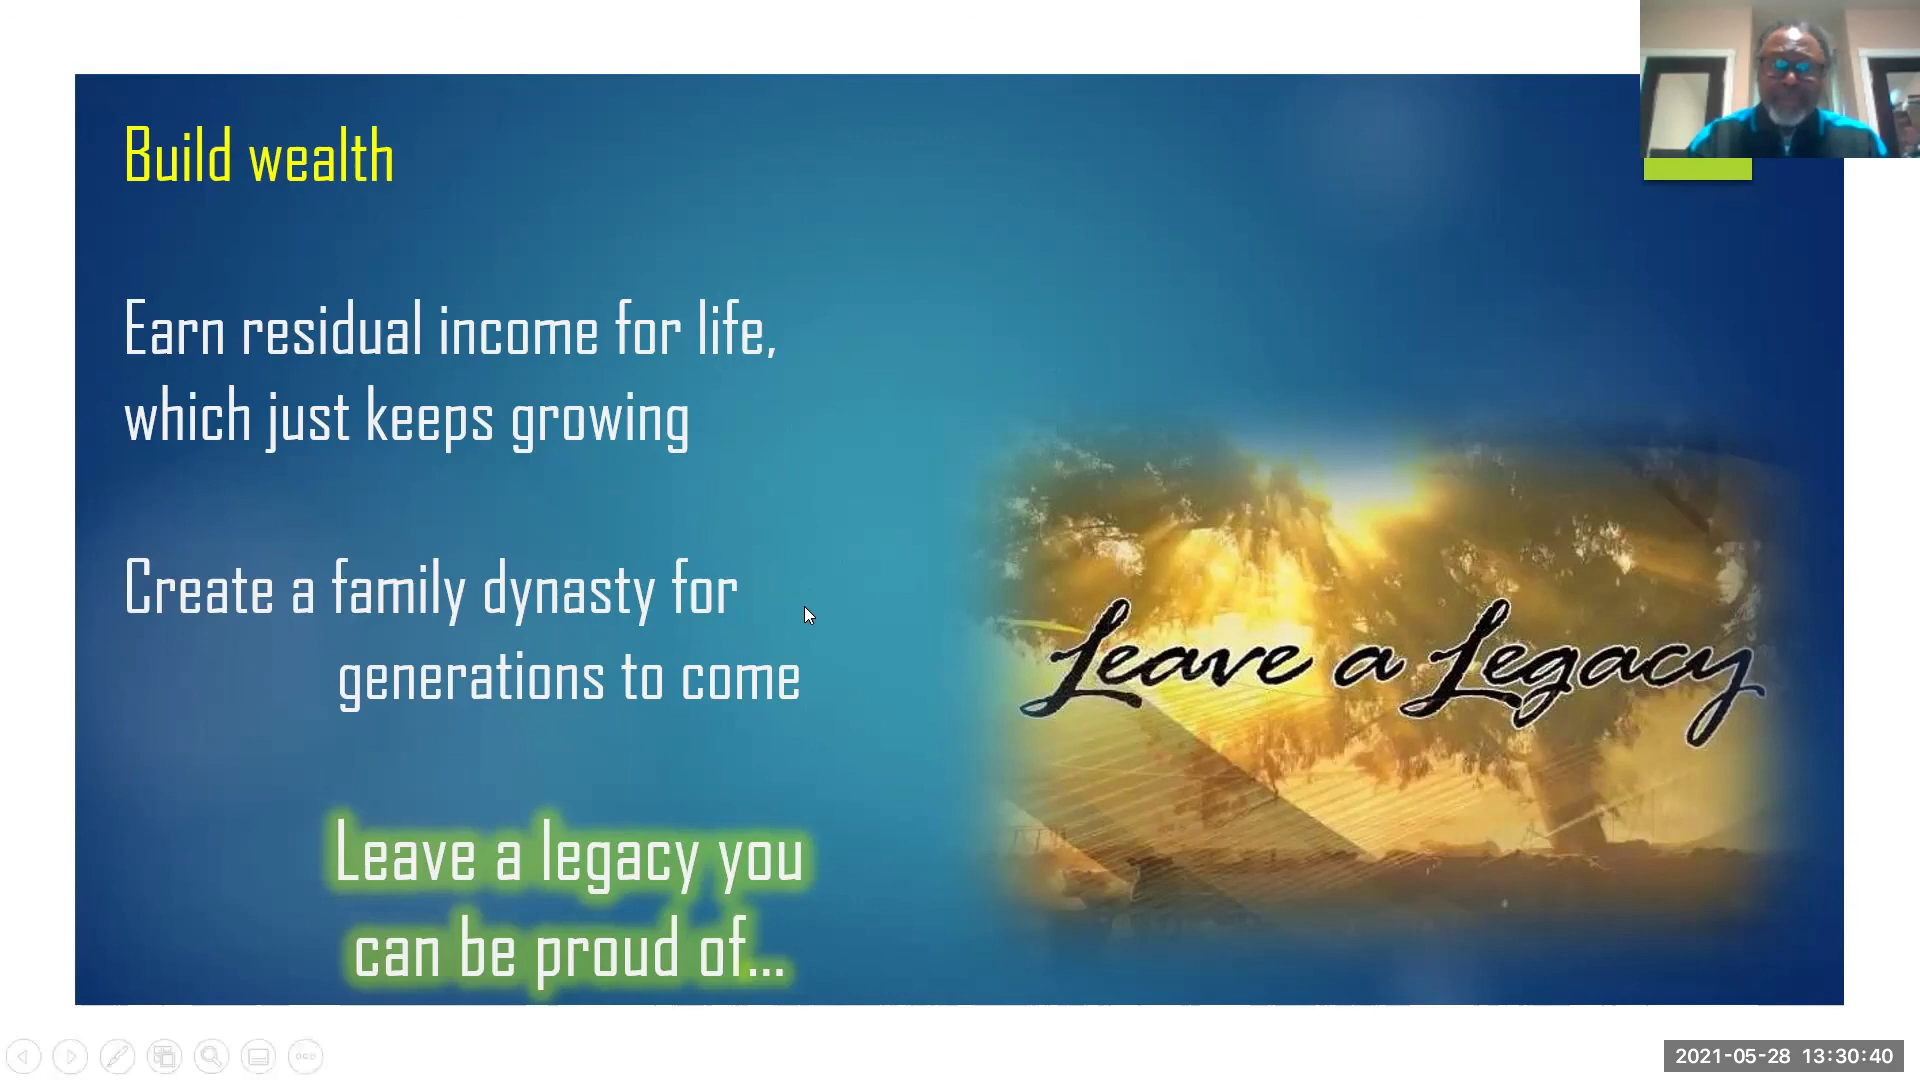 Build wealth
Earn residual income for life,
which just keeps growing
Create a family dynasty for
generations to come
Leave a Legacy
Leave a legacy you
can be proud of...
2021-05-28 13:30:40